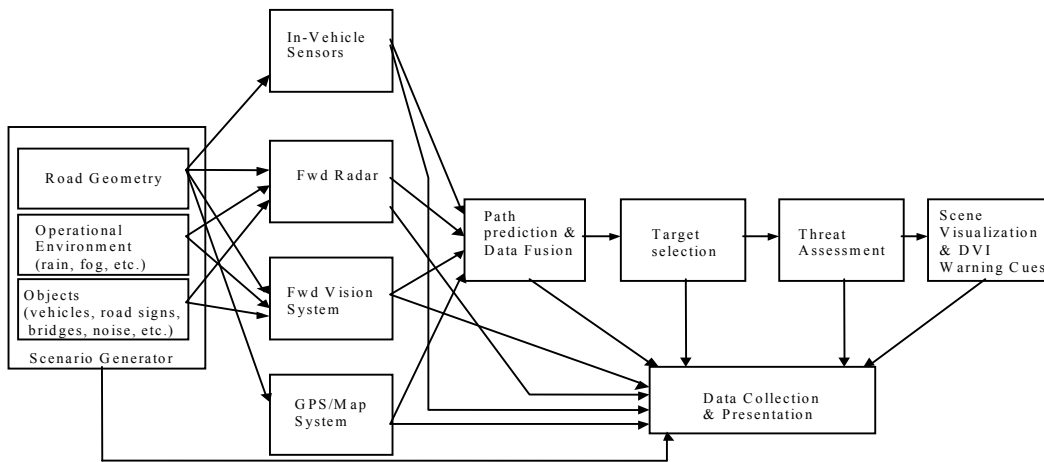 In-Vehicle
Sensors
Road Geometry
Operational
Environment
(rain, fog, etc.)
Objects
(vehicles, road signs,
bridges, noise, etc.)
Scenario Generator
Fwd Radar
Fwd Vision
System
GPS/Map
System
Path
prediction &
Data Fusion
Target
selection
Threat
Assessment
Scene
Visualization
& DVI
Warning Cues
Data Collection
& Presentation